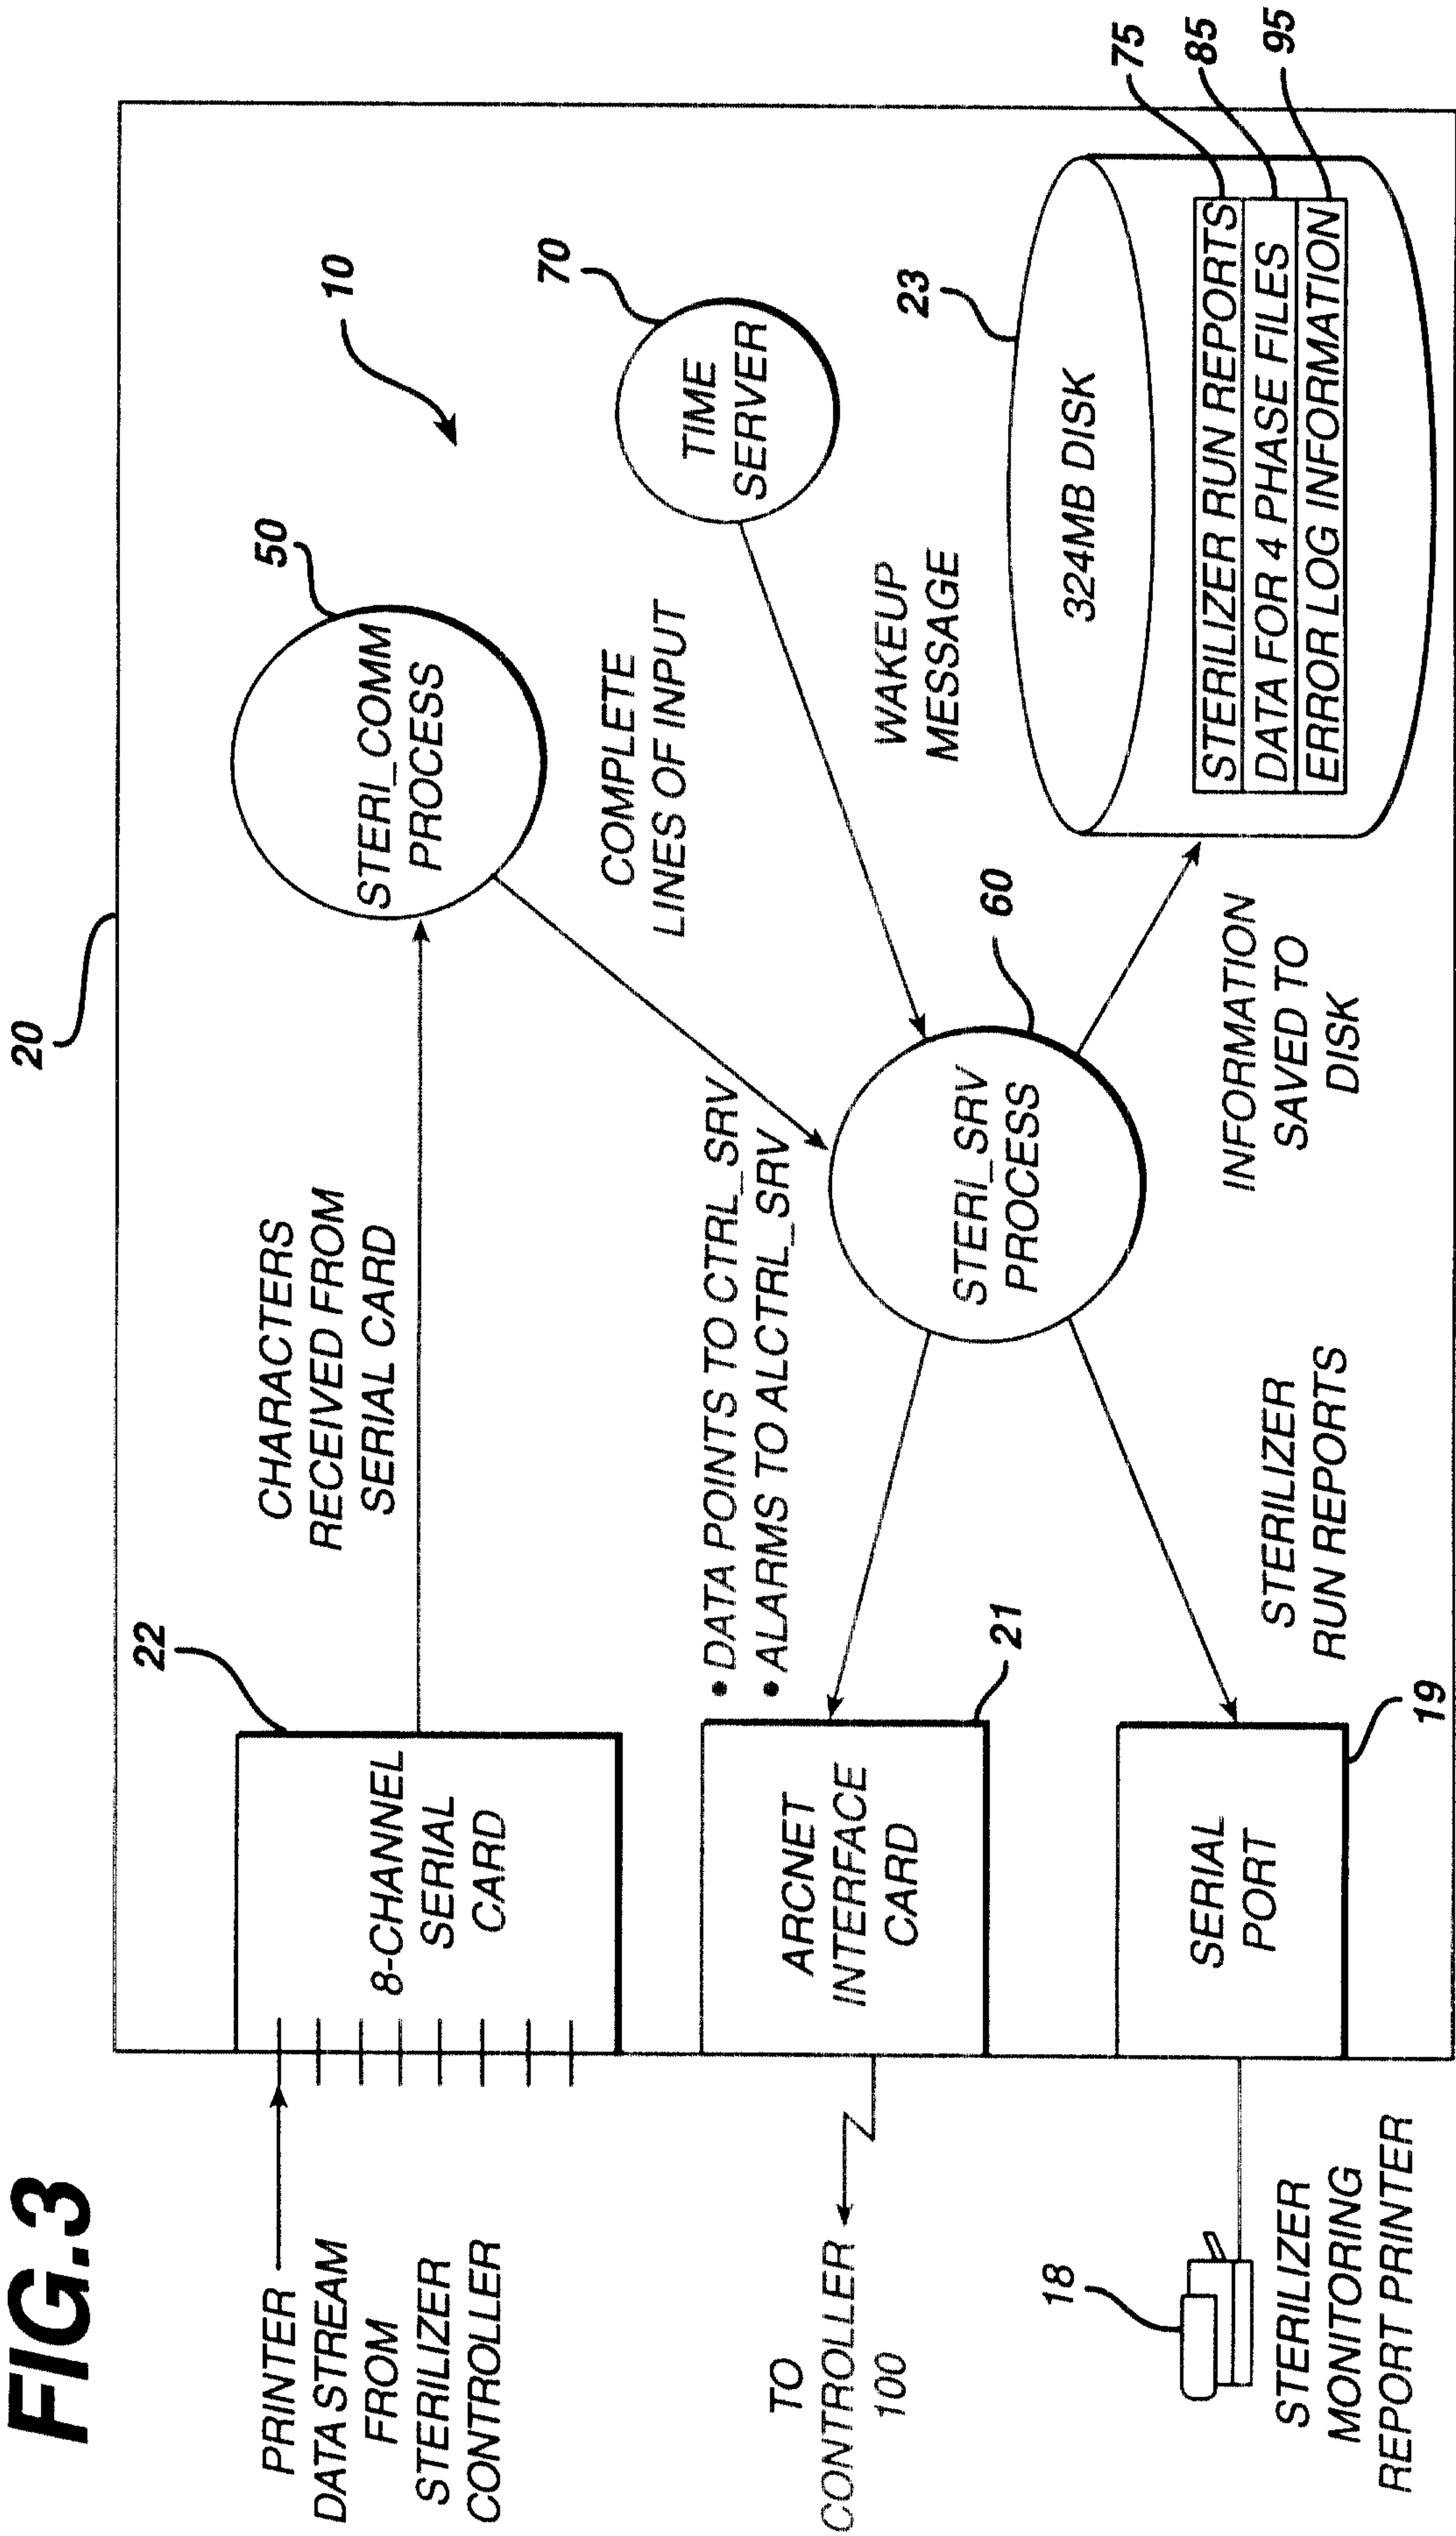 FIG.3
20
10
22
50
70
PRINTER
DATA STREAM
FROM
STERILIZER
CONTROLLER
8-CHANNEL
SERIAL
CARD
CHARACTERS
RECEIVED FROM
SERIAL CARD
STERI_COMM
PROCESS
COMPLETE
LINES OF INPUT
TIME
SERVER
WAKEUP
MESSAGE
• DATA POINTS TO CTRL_SRV
• ALARMS TO ALCTRL_SRV
TO
CONTROLLER
100
ARCNET
INTERFACE
CARD
21
STERI_SRV
PROCESS
60
23
324MB DISK
STERILIZER RUN REPORTS
DATA FOR 4 PHASE FILES
ERROR LOG INFORMATION
75
85
95
INFORMATION
SAVED TO
DISK
18
STERILIZER
MONITORING
REPORT PRINTER
SERIAL
PORT
19
STERILIZER
RUN REPORTS